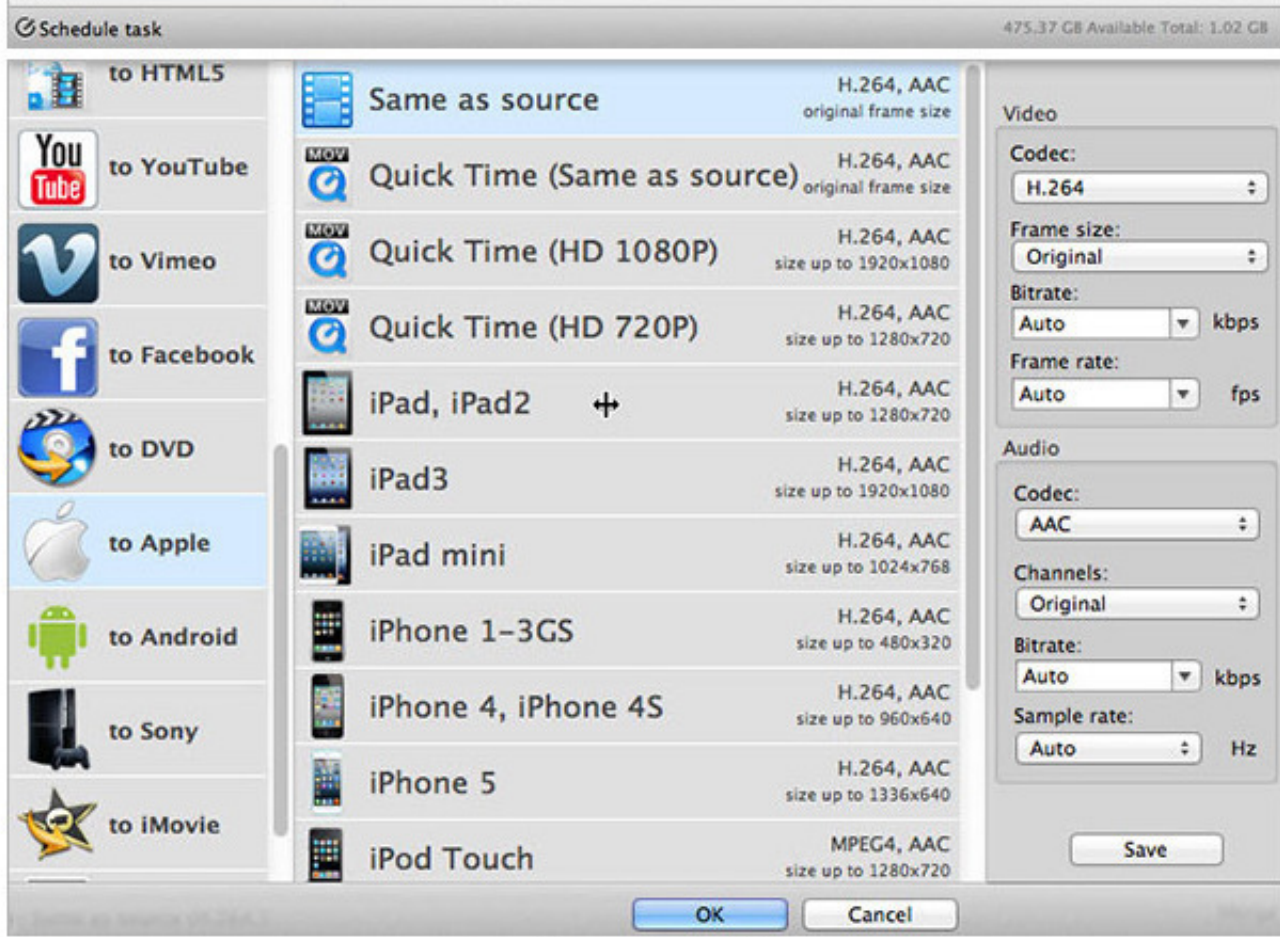 Schedule task
475.37 GB Available Total: 1.02 GB
to HTML5
You
Tube
to YouTube
to Vimeo
f
to Facebook
to DVD
to Apple
to Android
to Sony
to iMovie
Same as source
H.264, AAC
original frame size
MOV
Quick Time (Same as source)
H.264, AAC
original frame size
MOV
Quick Time (HD 1080P)
H.264, AAC
size up to 1920x1080
MOV
Quick Time (HD 720P)
H.264, AAC
size up to 1280x720
iPad, iPad2
H.264, AAC
size up to 1280x720
iPad3
H.264, AAC
size up to 1920x1080
iPad mini
H.264, AAC
size up to 1024x768
iPhone 1-3GS
H.264, AAC
size up to 480x320
iPhone 4, iPhone 4S
H.264, AAC
size up to 960x640
iPhone 5
H.264, AAC
size up to 1336x640
iPod Touch
MPEG4, AAC
size up to 1280x720
Video
Codec:
H.264
Frame size:
Original
Bitrate:
Auto kbps
Frame rate:
Auto fps
Audio
Codec:
AAC
Channels:
Original
Bitrate:
Auto kbps
Sample rate:
Auto Hz
Save
OK
Cancel